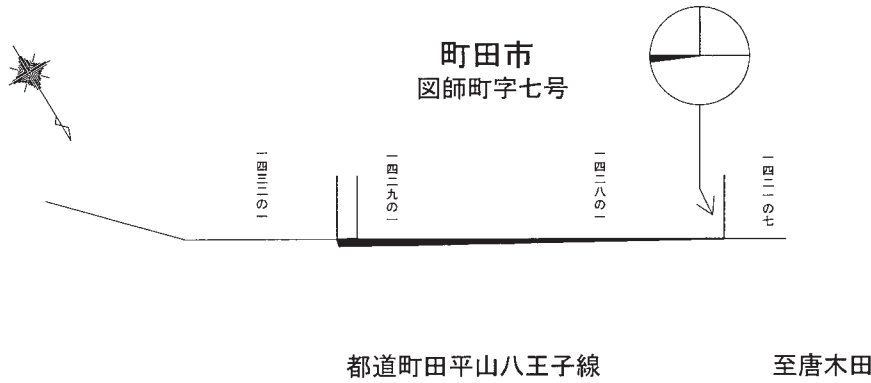 町田市
図師町字七号
一四三二の一
一四二九の一
一四二八の一
一四二一の七
都道町田平山八王子線
至唐木田